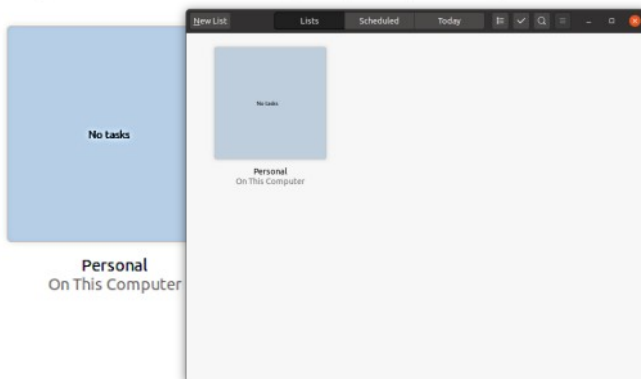 New List
Lists
Scheduled
Today
No tasks
Personal
On This Computer
No tasks
Personal
On This Computer